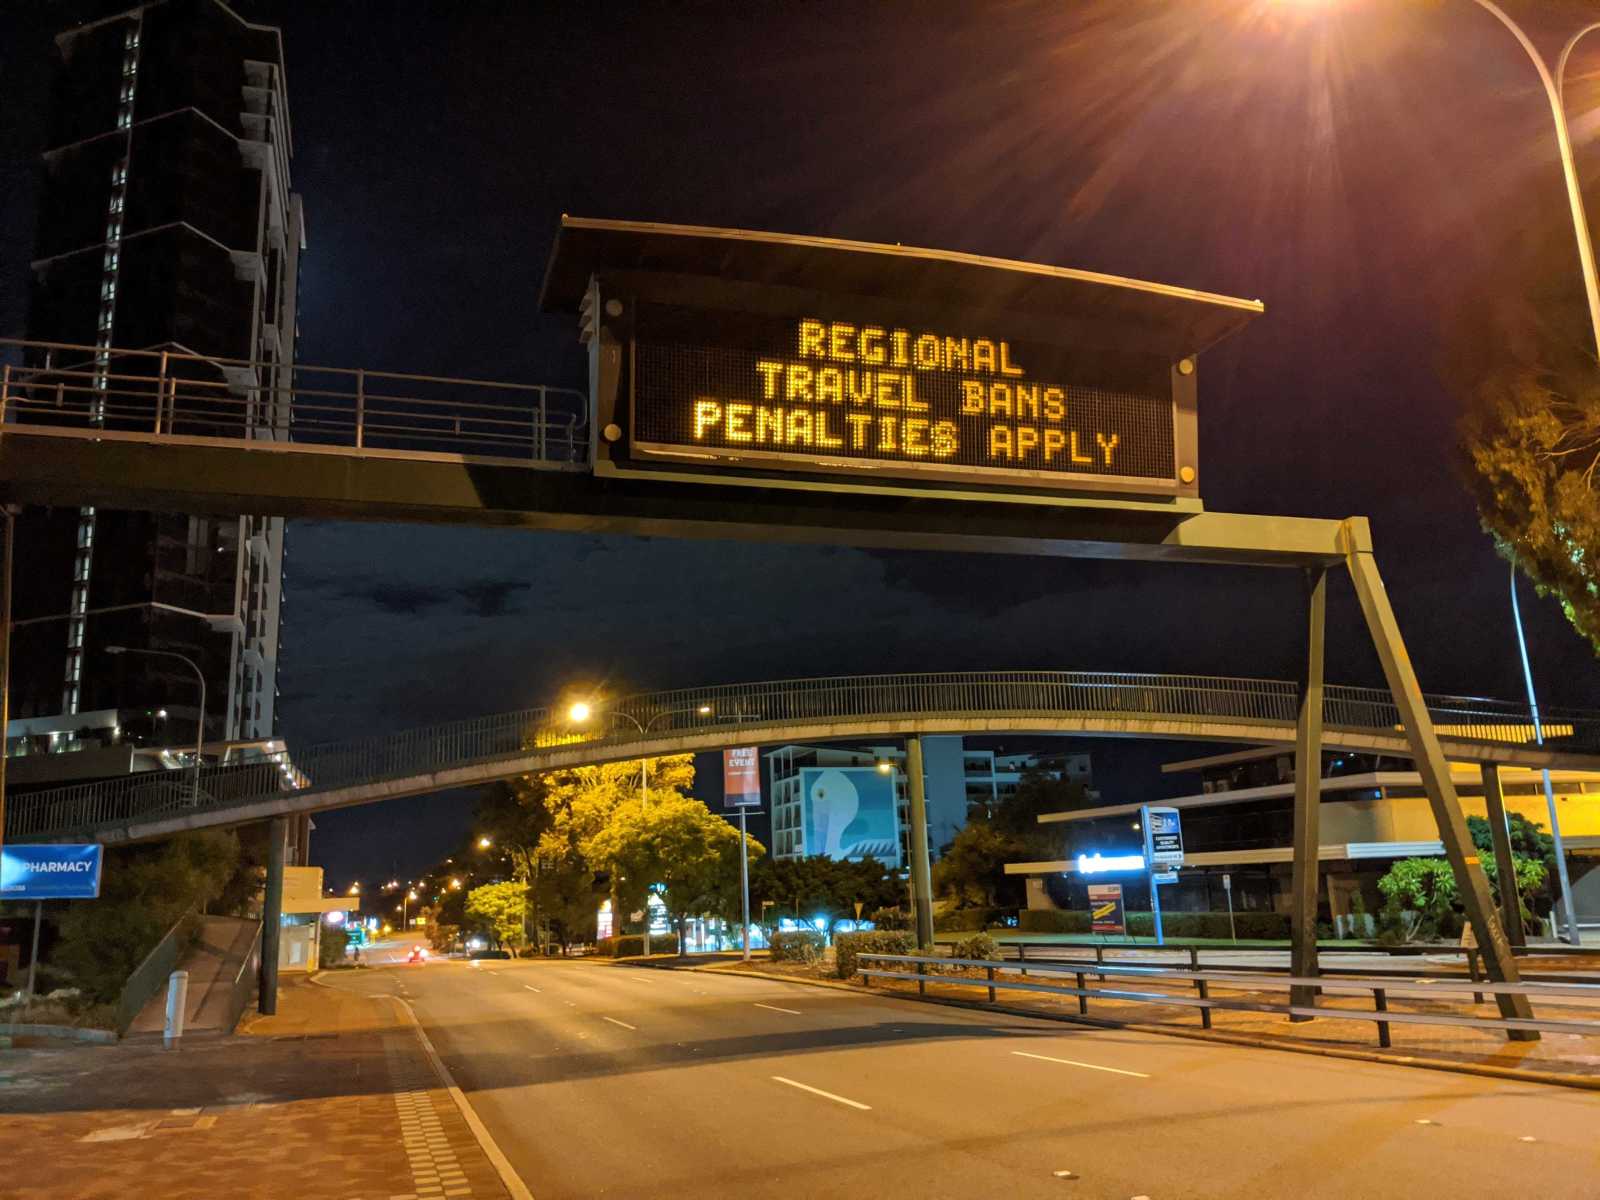 REGIONAL
TRAVEL BANS
PENALTIES APPLY
FREE
EVENT
PHARMACY